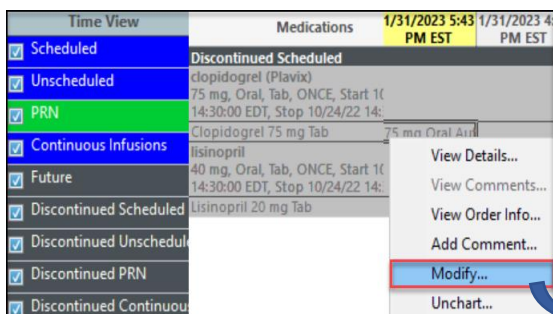 Time View
Scheduled
Unscheduled
PRN
Continuous Infusions
Future
Discontinued Scheduled
Discontinued Unschedul
Discontinued PRN
Discontinued Continuou
Medications
1/31/2023 5:43
PM EST
1/31/2023 4:
PM EST
Discontinued Scheduled
clopidogrel (Plavix)
75 mg, Oral, Tab, ONCE, Start 10
14:30:00 EDT, Stop 10/24/22 14:
Clopidogrel 75 mg Tab
75 mg Oral Aut
lisinopril
40 mg, Oral, Tab, ONCE, Start 10
14:30:00 EDT, Stop 10/24/22 14:
Lisinopril 20 mg Tab
View Details...
View Comments...
View Order Info...
Add Comment...
Modify...
Unchart...